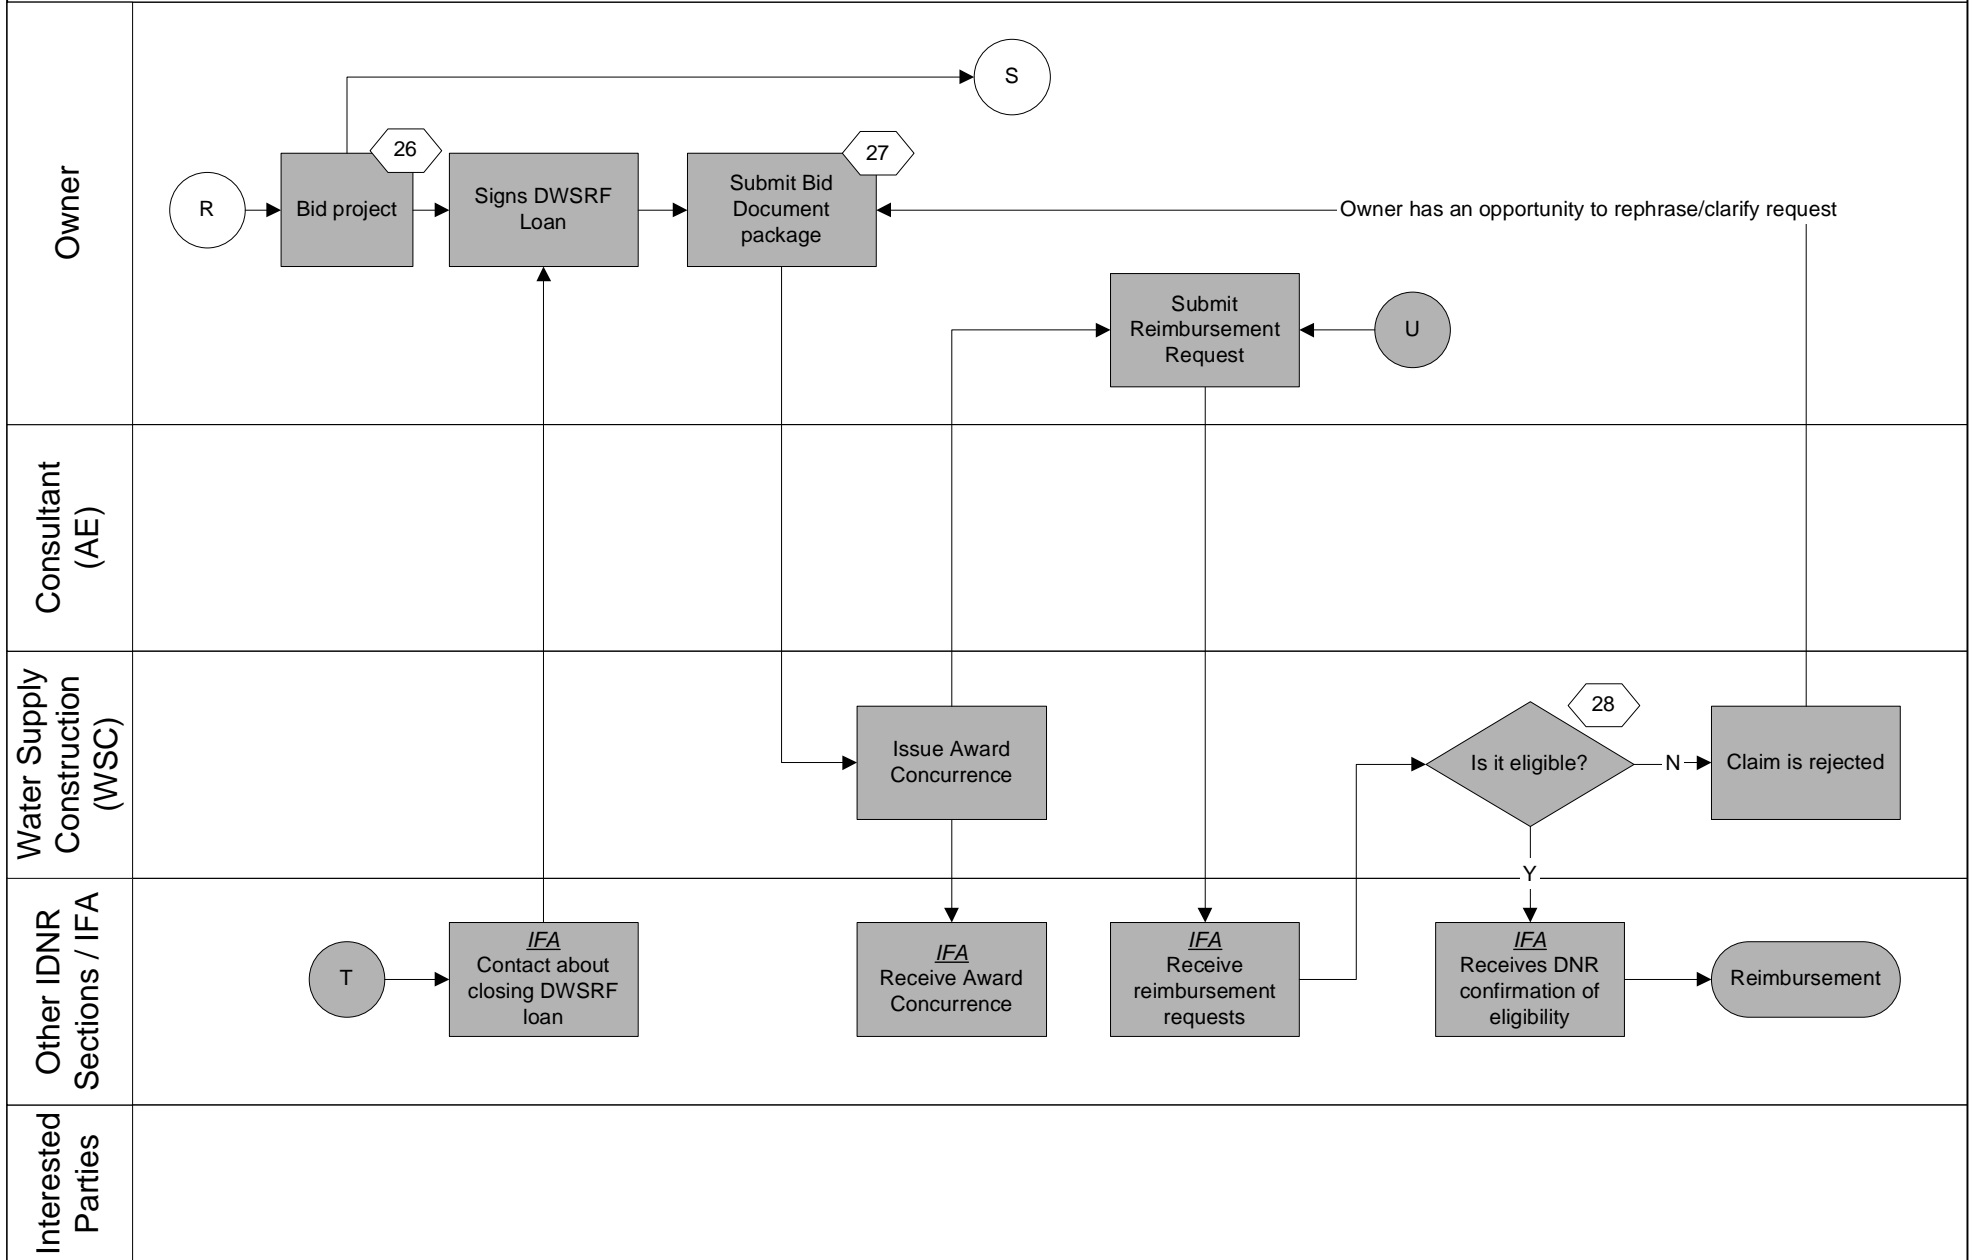 Owner
S
26
27
R
Bid project
Signs DWSRF
Loan
Submit Bid
Document
package
Owner has an opportunity to rephrase/clarify request
Submit
Reimbursement
Request
U
Consultant
(AE)
Water Supply
Construction
(WSC)
Issue Award
Concurrence
28
Is it eligible?
N
Claim is rejected
Y
Other IDNR
Sections / IFA
T
IFA
Contact about
closing DWSRF
loan
IFA
Receive Award
Concurrence
IFA
Receive
reimbursement
requests
IFA
Receives DNR
confirmation of
eligibility
Reimbursement
Interested
Parties